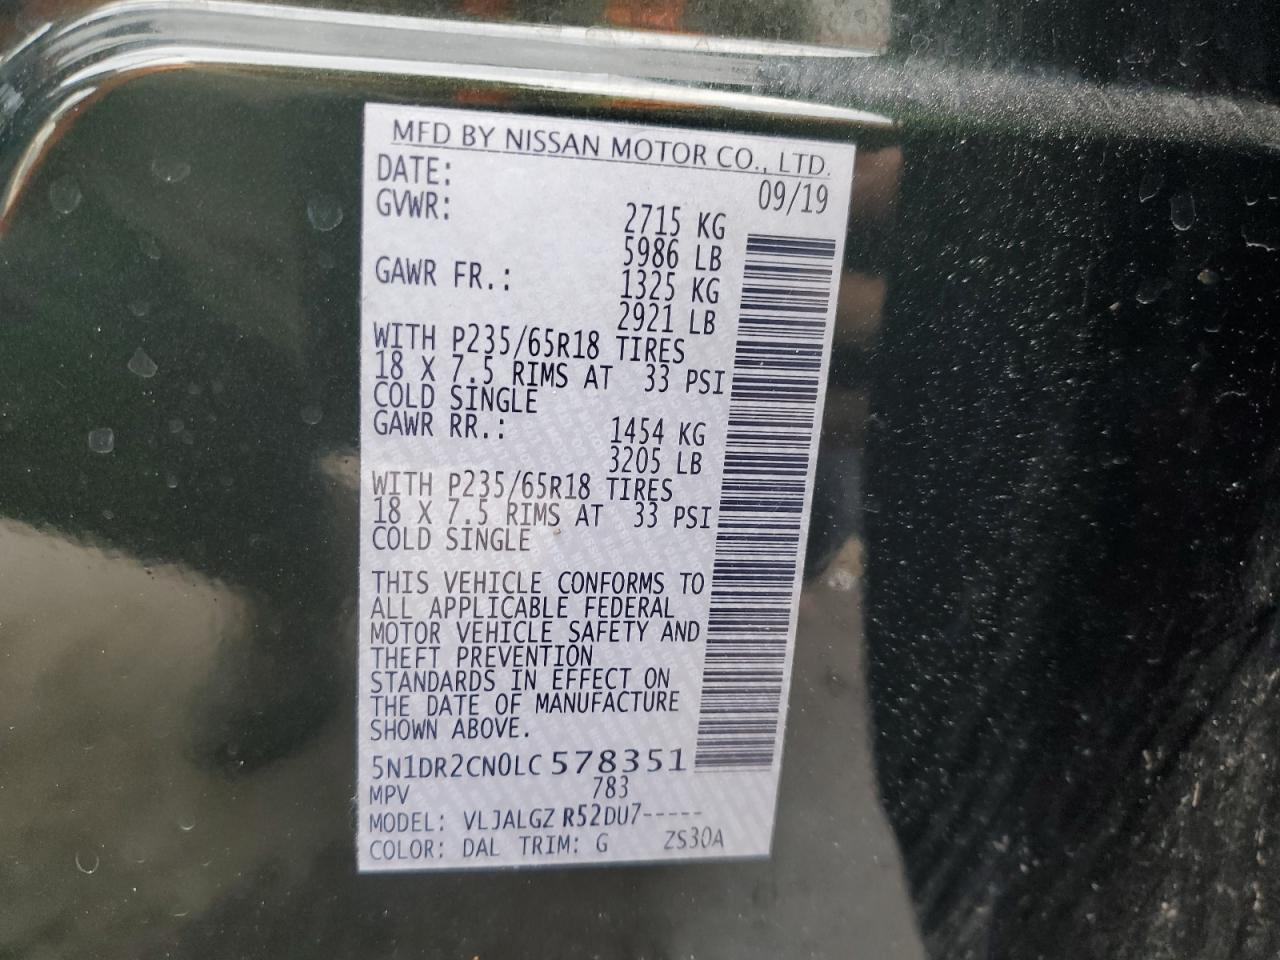 MFD BY NISSAN MOTOR CO., LTD.
DATE: 09/19
GVWR: 2715 KG
5986 LB
GAWR FR.: 1325 KG
2921 LB
WITH P235/65R18 TIRES
18 X 7.5 RIMS AT 33 PSI
COLD SINGLE
GAWR RR.: 1454 KG
3205 LB
WITH P235/65R18 TIRES
18 X 7.5 RIMS AT 33 PSI
COLD SINGLE
THIS VEHICLE CONFORMS TO
ALL APPLICABLE FEDERAL
MOTOR VEHICLE SAFETY AND
THEFT PREVENTION
STANDARDS IN EFFECT ON
THE DATE OF MANUFACTURE
SHOWN ABOVE.
5N1DR2CN0LC578351
MPV 783
MODEL: VLJALGZ R52DU7-----
COLOR: DAL TRIM: G ZS30A